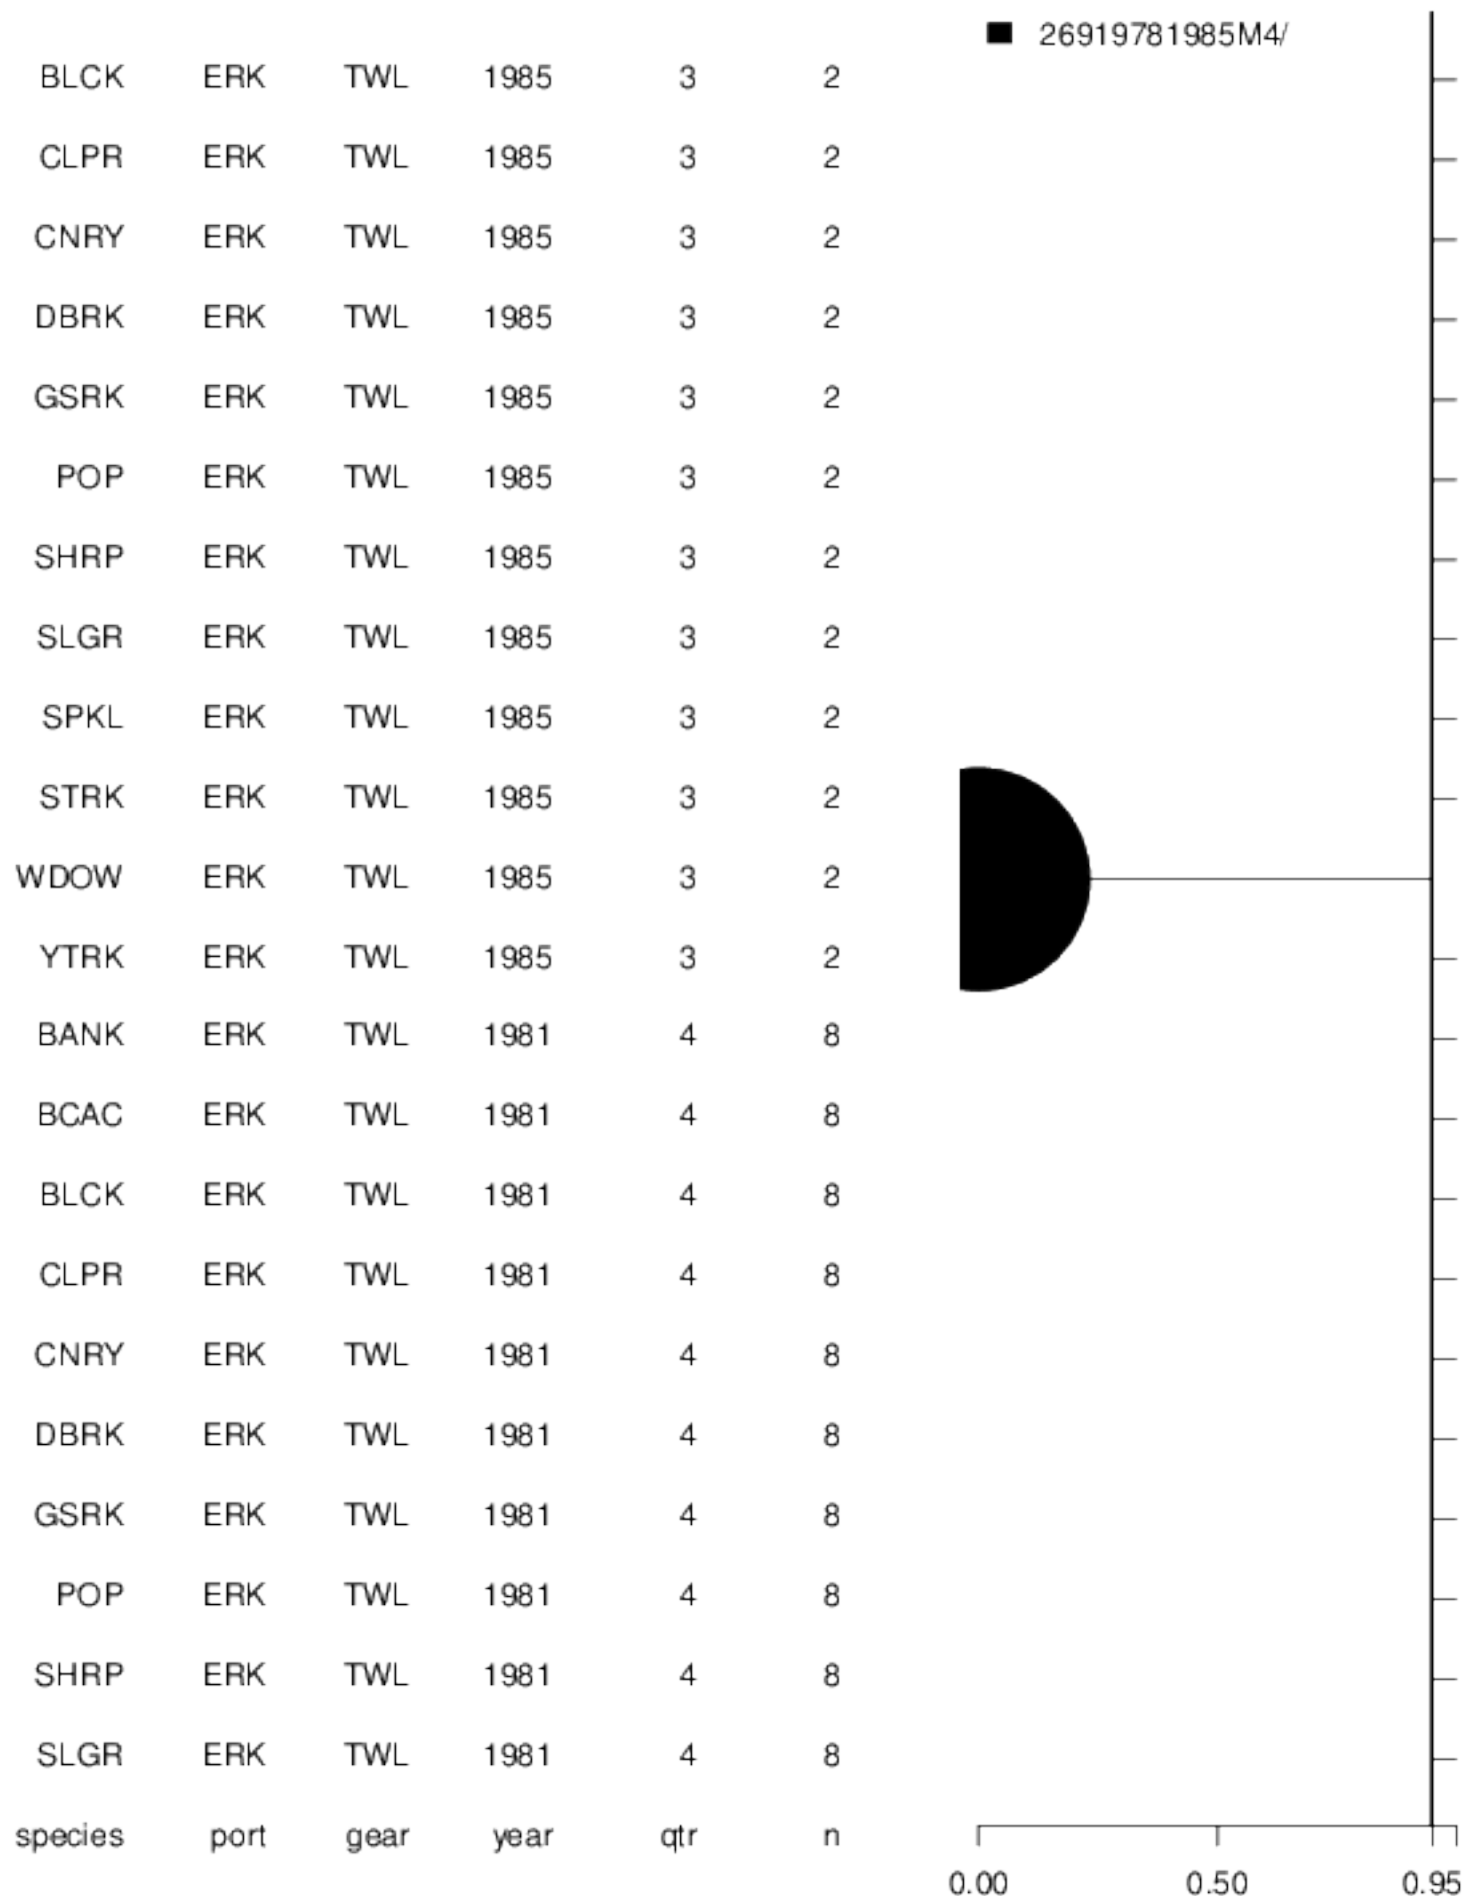 26919781985M4/
BLCK ERK TWL 1985 3 2
CLPR ERK TWL 1985 3 2
CNRY ERK TWL 1985 3 2
DBRK ERK TWL 1985 3 2
GSRK ERK TWL 1985 3 2
POP ERK TWL 1985 3 2
SHRP ERK TWL 1985 3 2
SLGR ERK TWL 1985 3 2
SPKL ERK TWL 1985 3 2
STRK ERK TWL 1985 3 2
WDOW ERK TWL 1985 3 2
YTRK ERK TWL 1985 3 2
BANK ERK TWL 1981 4 8
BCAC ERK TWL 1981 4 8
BLCK ERK TWL 1981 4 8
CLPR ERK TWL 1981 4 8
CNRY ERK TWL 1981 4 8
DBRK ERK TWL 1981 4 8
GSRK ERK TWL 1981 4 8
POP ERK TWL 1981 4 8
SHRP ERK TWL 1981 4 8
SLGR ERK TWL 1981 4 8
species port gear year qtr n
0.00 0.50 0.95